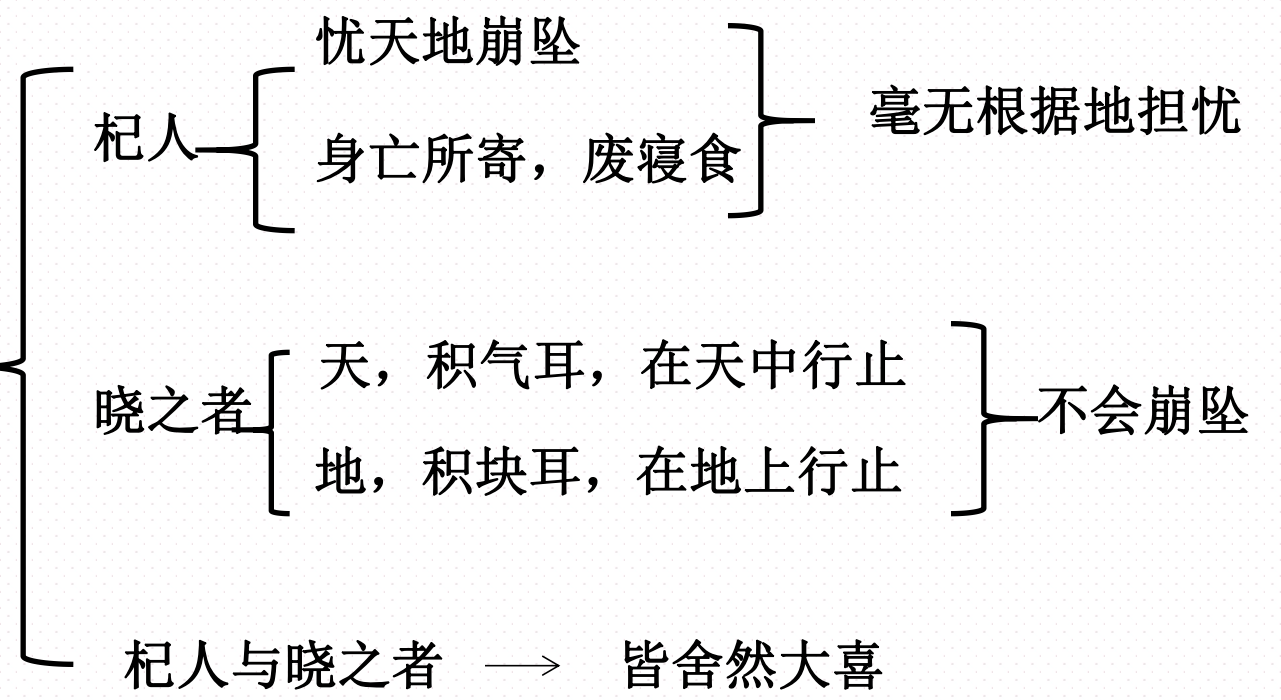 忧天地崩坠
杞人
身亡所寄，废寝食
毫无根据地担忧
天，积气耳，在天中行止
晓之者
地，积块耳，在地上行止
不会崩坠
杞人与晓之者 → 皆舍然大喜